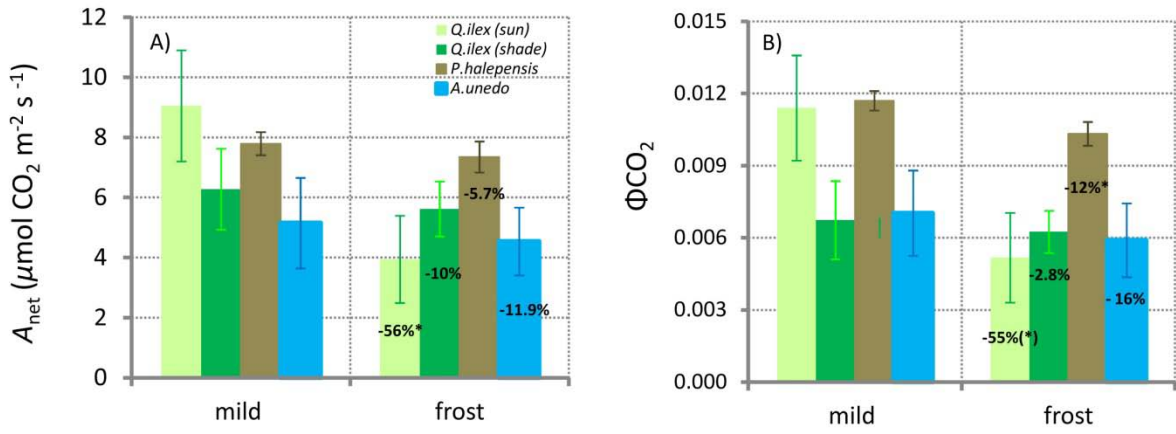 A)
Q.ilex (sun)
Q.ilex (shade)
P.halepensis
A.unedo
12
10
8
6
4
2
0
Anet (μmol CO2 m-2 s -1)
-56%*
-10%
-5.7%
-11.9%
mild
frost
B)
0.015
0.012
0.009
0.006
0.003
0.000
ΦCO2
-55%(*)
-2.8%
-12%*
- 16%
mild
frost